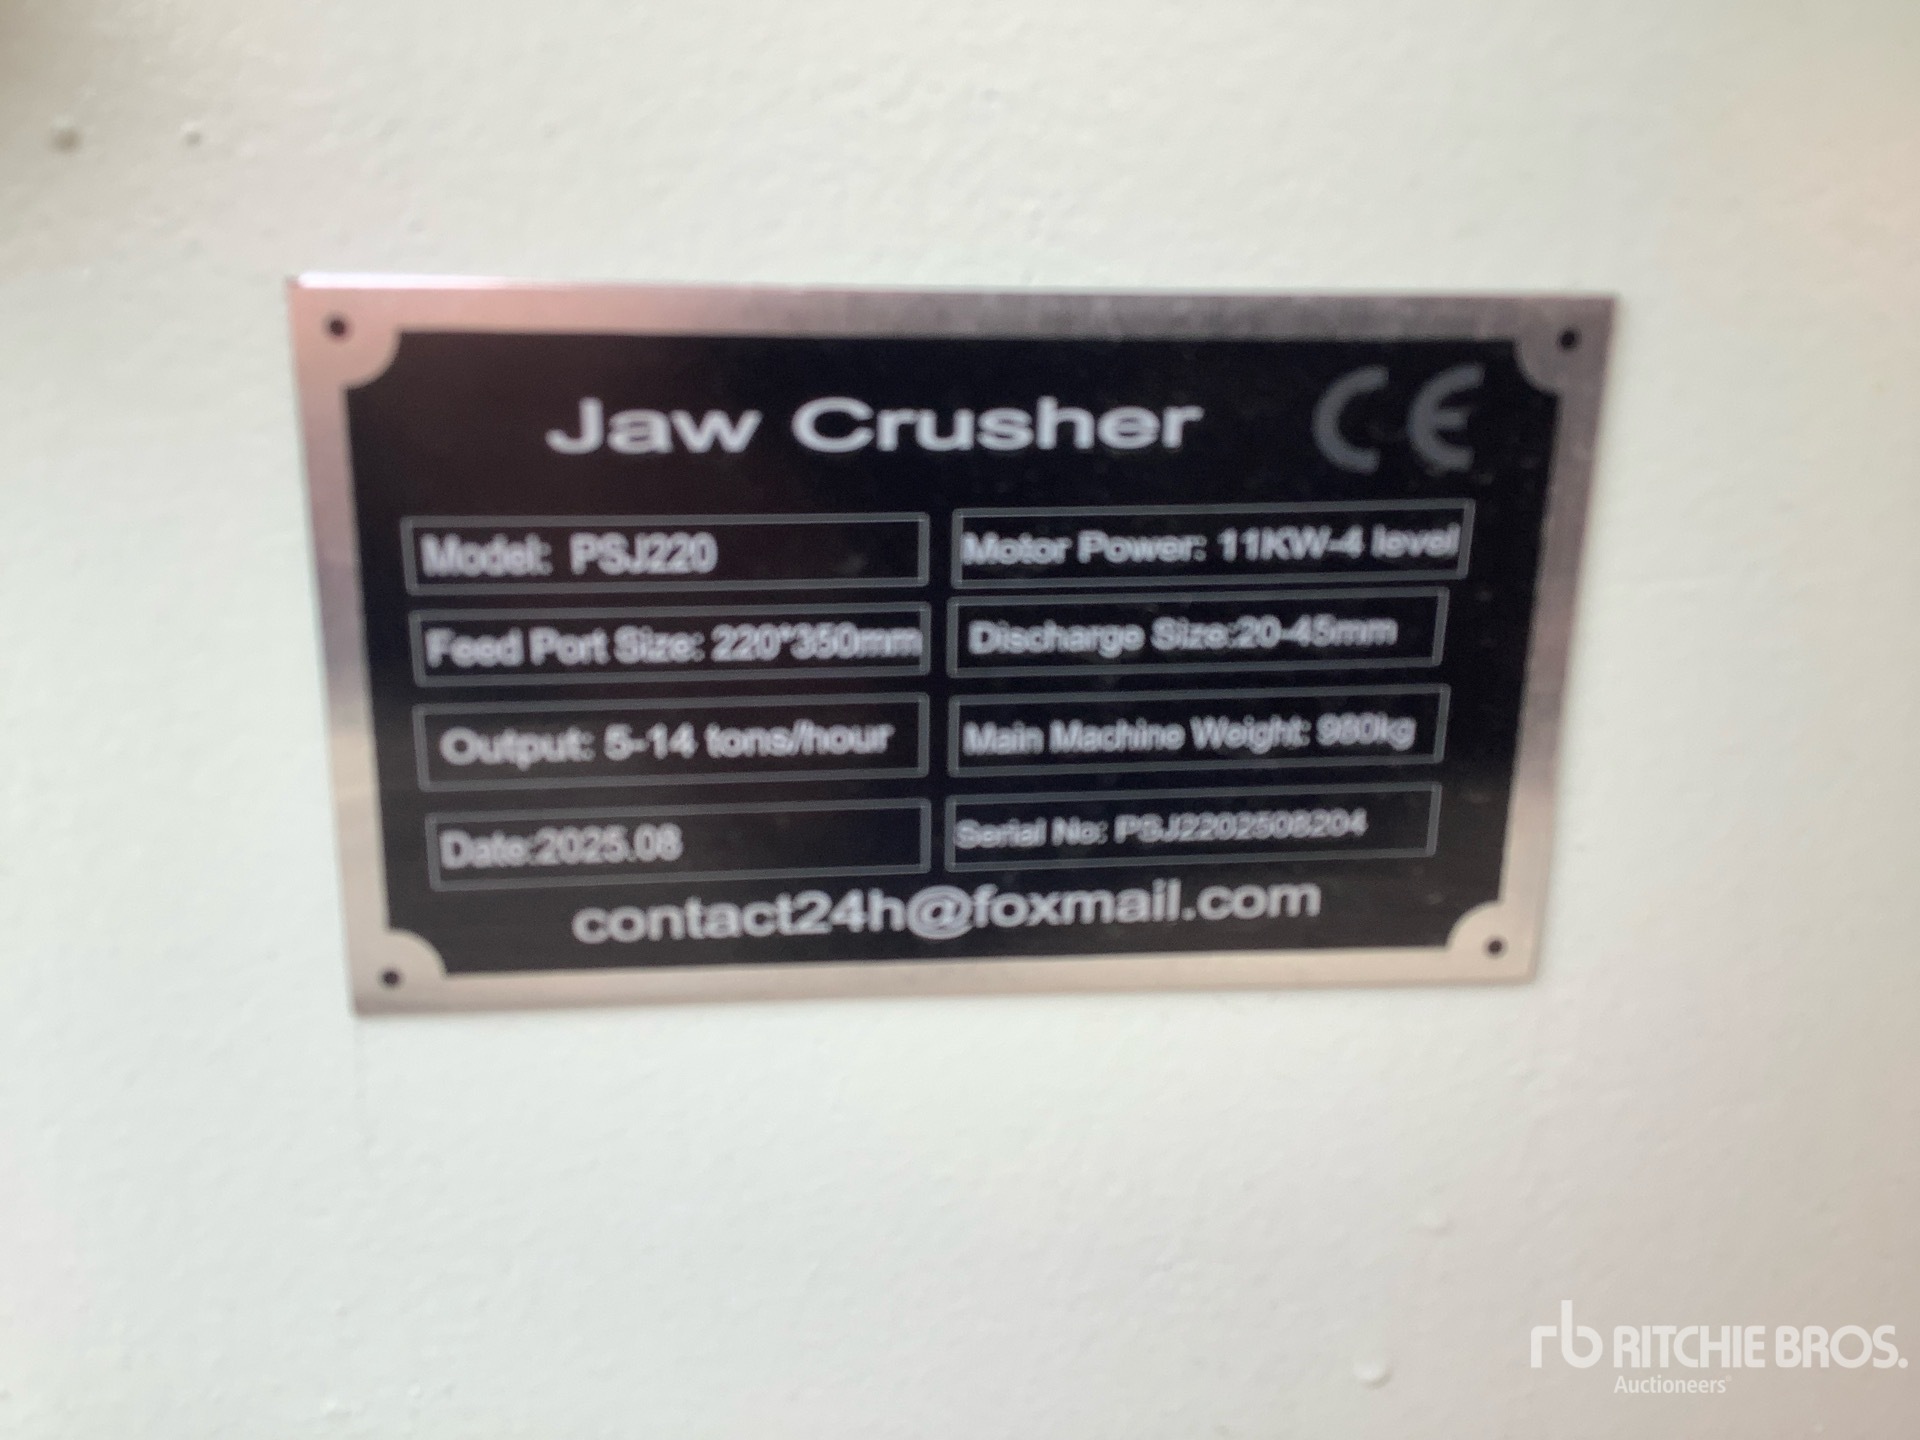 Jaw Crusher CE
Model: PSJ220
Motor Power: 11KW-4 level
Feed Port Size: 220*350mm
Discharge Size:20-45mm
Output: 5-14 tons/hour
Main Machine Weight: 980kg
Date:2025.08
Serial No: PSJ2202508204
contact24h@foxmail.com
rb RITCHIE BROS.
Auctioneers